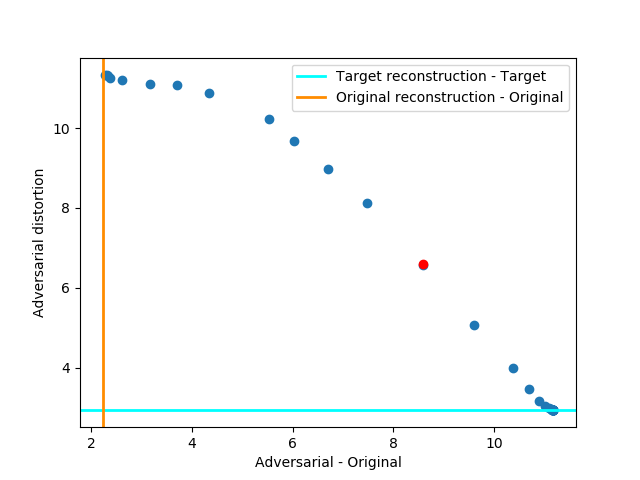 Target reconstruction - Target
Original reconstruction - Original
10
8
6
4
Adversarial distortion
2
4
6
8
10
Adversarial - Original